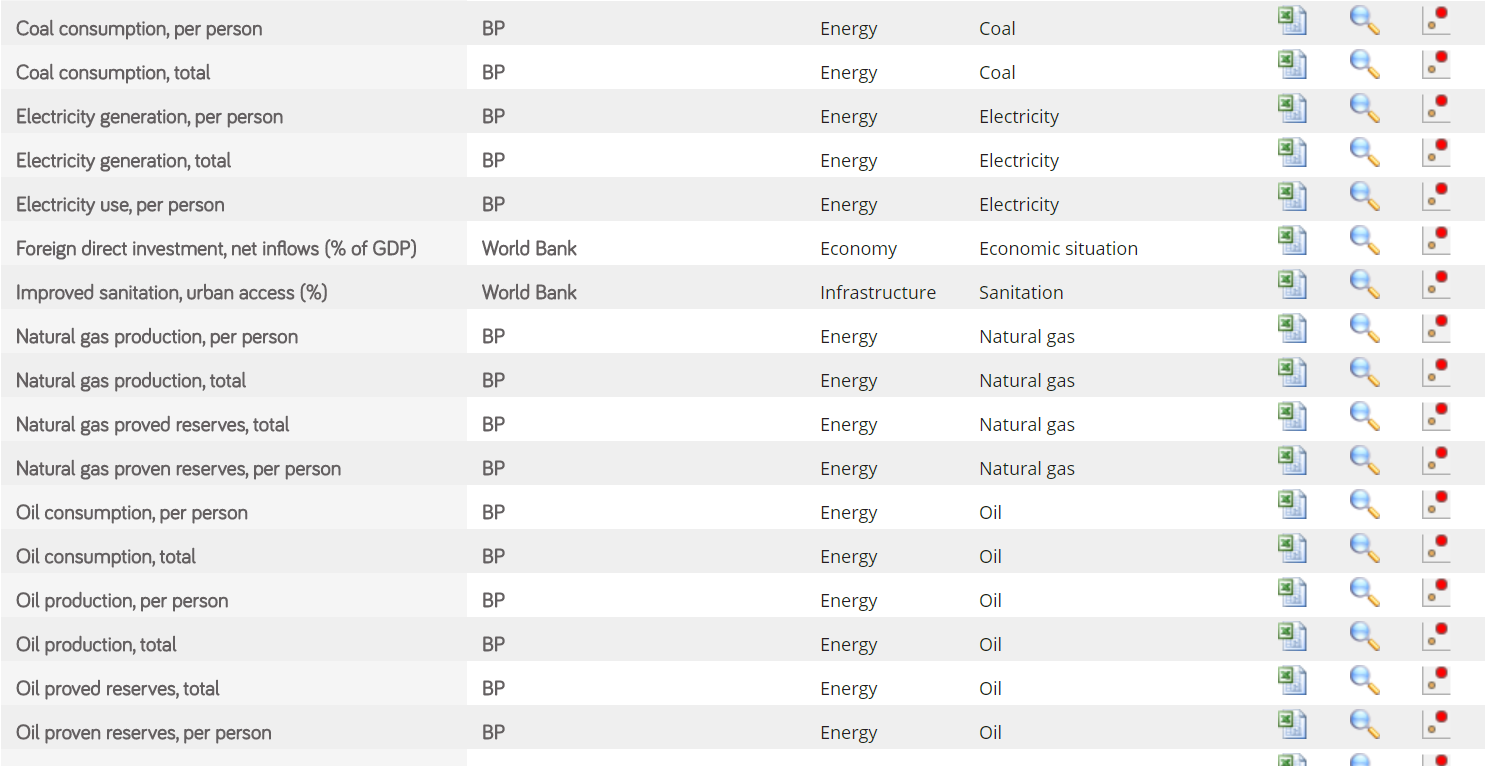 Coal consumption, per person BP Energy Coal
Coal consumption, total BP Energy Coal
Electricity generation, per person BP Energy Electricity
Electricity generation, total BP Energy Electricity
Electricity use, per person BP Energy Electricity
Foreign direct investment, net inflows (% of GDP) World Bank Economy Economic situation
Improved sanitation, urban access (%) World Bank Infrastructure Sanitation
Natural gas production, per person BP Energy Natural gas
Natural gas production, total BP Energy Natural gas
Natural gas proved reserves, total BP Energy Natural gas
Natural gas proven reserves, per person BP Energy Natural gas
Oil consumption, per person BP Energy Oil
Oil consumption, total BP Energy Oil
Oil production, per person BP Energy Oil
Oil production, total BP Energy Oil
Oil proved reserves, total BP Energy Oil
Oil proven reserves, per person BP Energy Oil